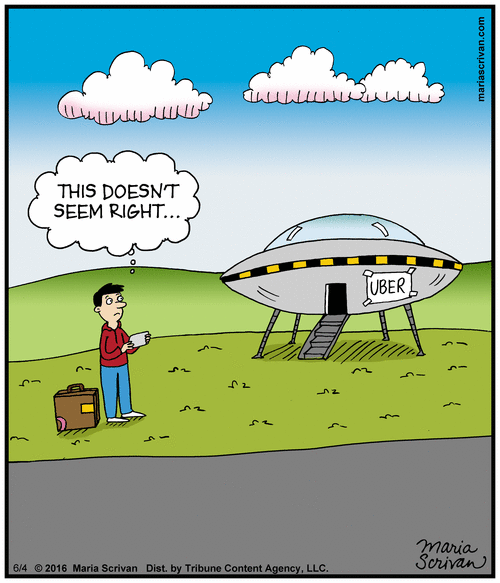 mariascrivan.com
THIS DOESN'T
SEEM RIGHT...
UBER
Maria
Scrivan
6/4 © 2016 Maria Scrivan Dist. by Tribune Content Agency, LLC.